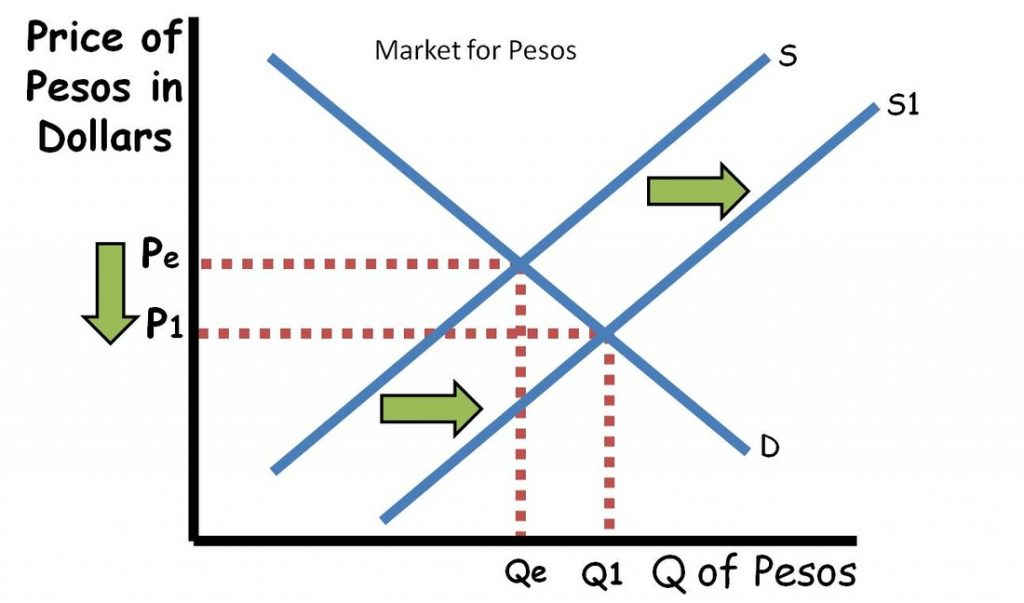 Price of
Pesos in
Dollars
Market for Pesos
S
S1
Pe
P1
D
Qe
Q1
Q of Pesos